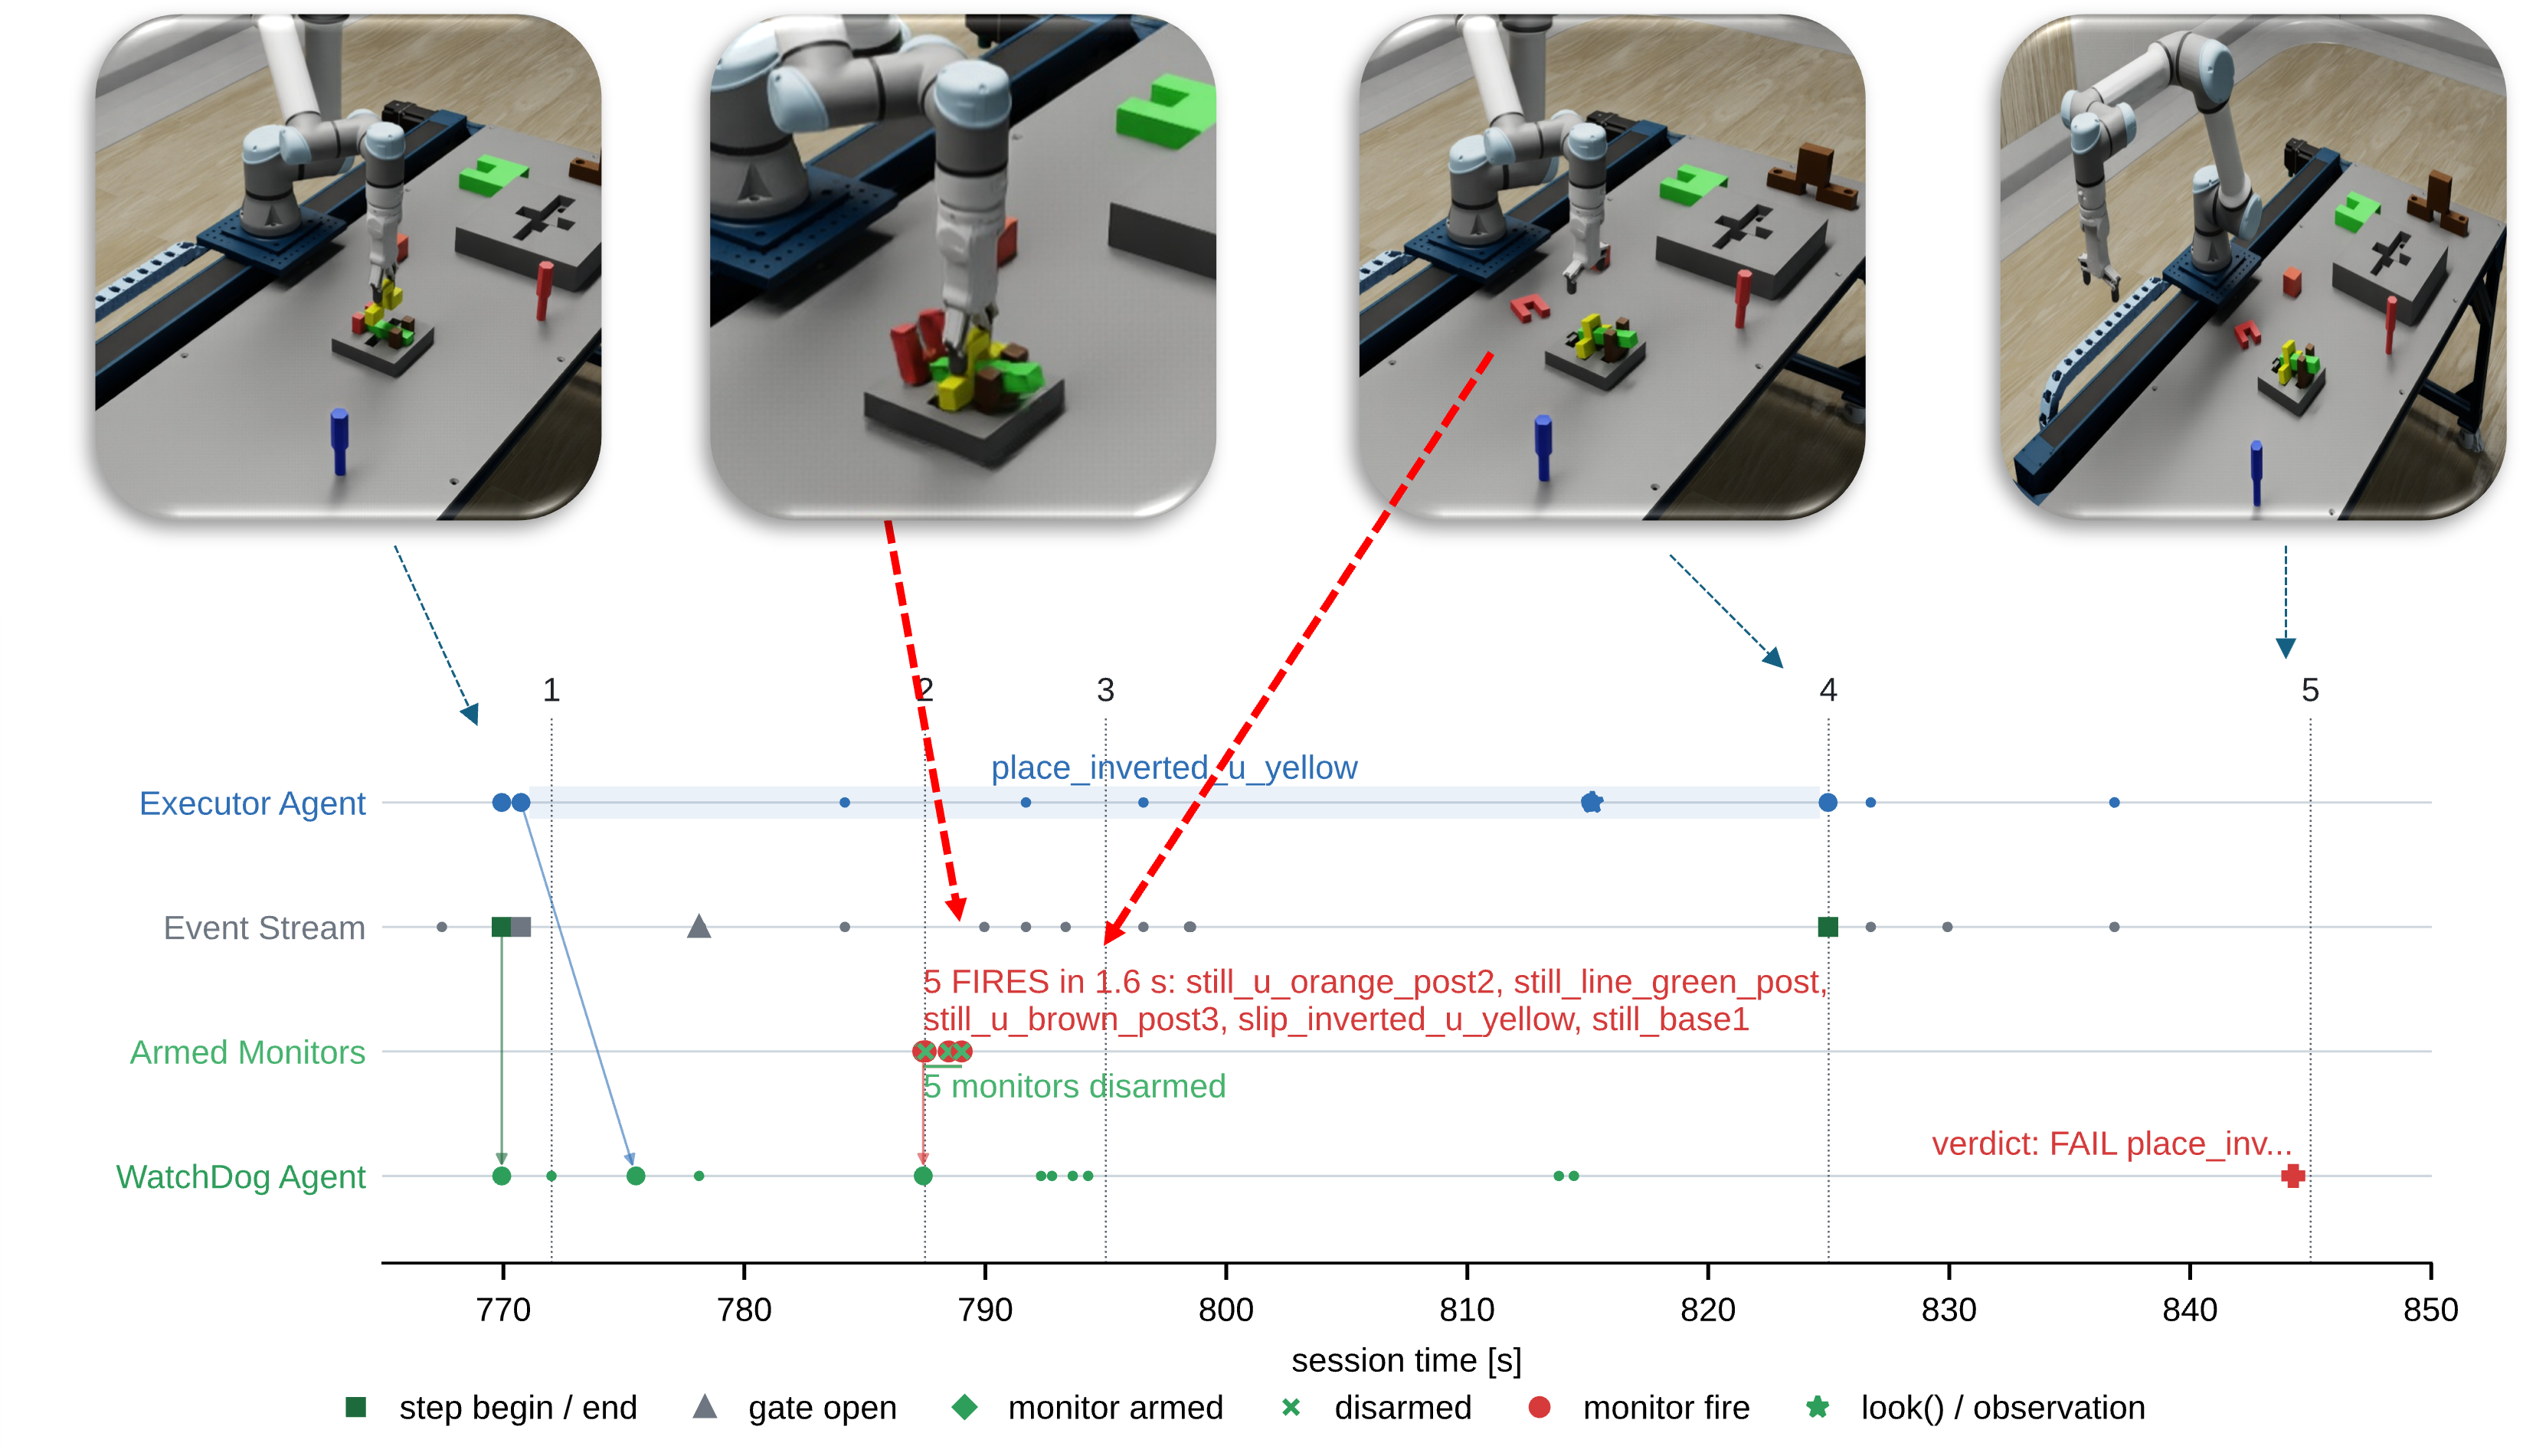 1 2 3 4 5
place_inverted_u_yellow
Executor Agent
Event Stream
5 FIRES in 1.6 s: still_u_orange_post2, still_line_green_post,
still_u_brown_post3, slip_inverted_u_yellow, still_base1
Armed Monitors
5 monitors disarmed
verdict: FAIL place_inv...
WatchDog Agent
770 780 790 800 810 820 830 840 850
session time [s]
step begin / end gate open monitor armed disarmed monitor fire look() / observation